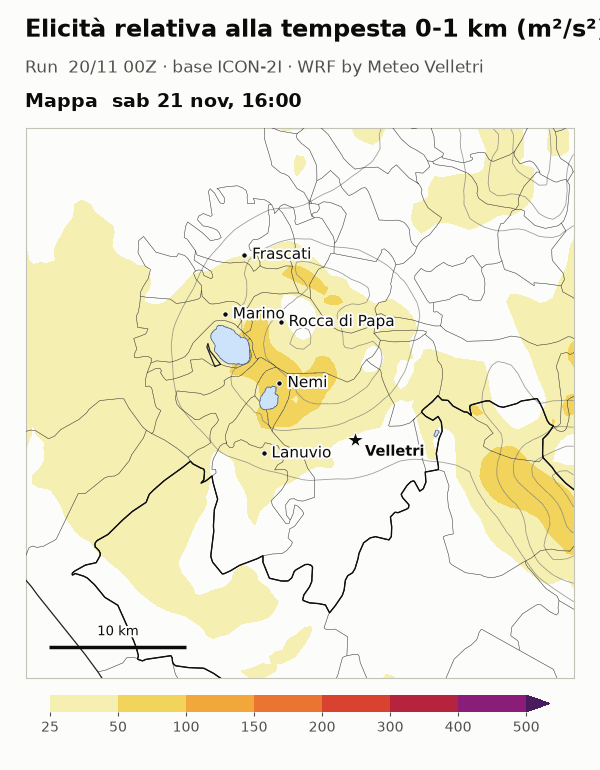 Elicità relativa alla tempesta 0-1 km (m²/s²)
Run 20/11 00Z · base ICON-2I · WRF by Meteo Velletri
Mappa sab 21 nov, 16:00
Frascati
Marino
Rocca di Papa
Nemi
Velletri
Lanuvio
10 km
25 50 100 150 200 300 400 500